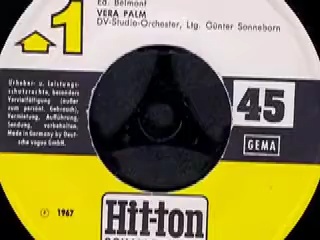 Ed. Belmont
VERA PALM
DV-Studio-Orchester, Ltg. Günter Sonneborn
1
Urheber- u. Leistungs-
schutzrechte, besonders
Vervielfältigung (außer
zum persönl. Gebrauch),
Vermietung, Aufführung,
Sendung, vorbehalten.
Made in Germany by Deut-
sche vogue GmbH.
45
GEMA
Ⓟ 1967
Hit-ton